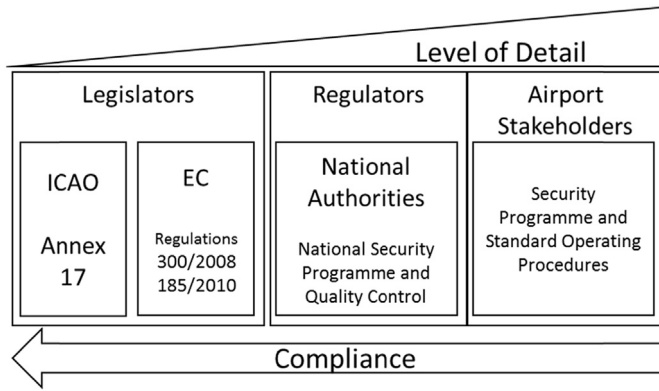 Level of Detail
Legislators
ICAO
Annex
17
EC
Regulations
300/2008
185/2010
Regulators
National
Authorities
National Security
Programme and
Quality Control
Airport
Stakeholders
Security
Programme and
Standard Operating
Procedures
Compliance